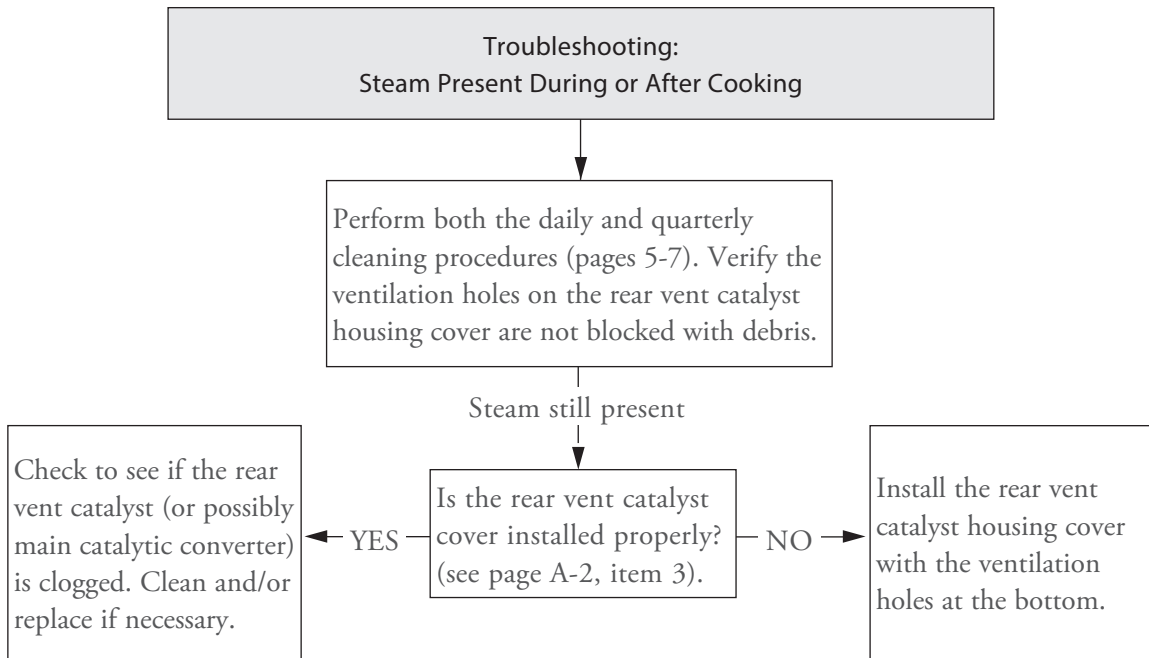 Troubleshooting:
Steam Present During or After Cooking
Perform both the daily and quarterly
cleaning procedures (pages 5-7). Verify the
ventilation holes on the rear vent catalyst
housing cover are not blocked with debris.
Steam still present
Check to see if the rear
vent catalyst (or possibly
main catalytic converter)
is clogged. Clean and/or
replace if necessary.
YES
Is the rear vent catalyst
cover installed properly?
(see page A-2, item 3).
NO
Install the rear vent
catalyst housing cover
with the ventilation
holes at the bottom.